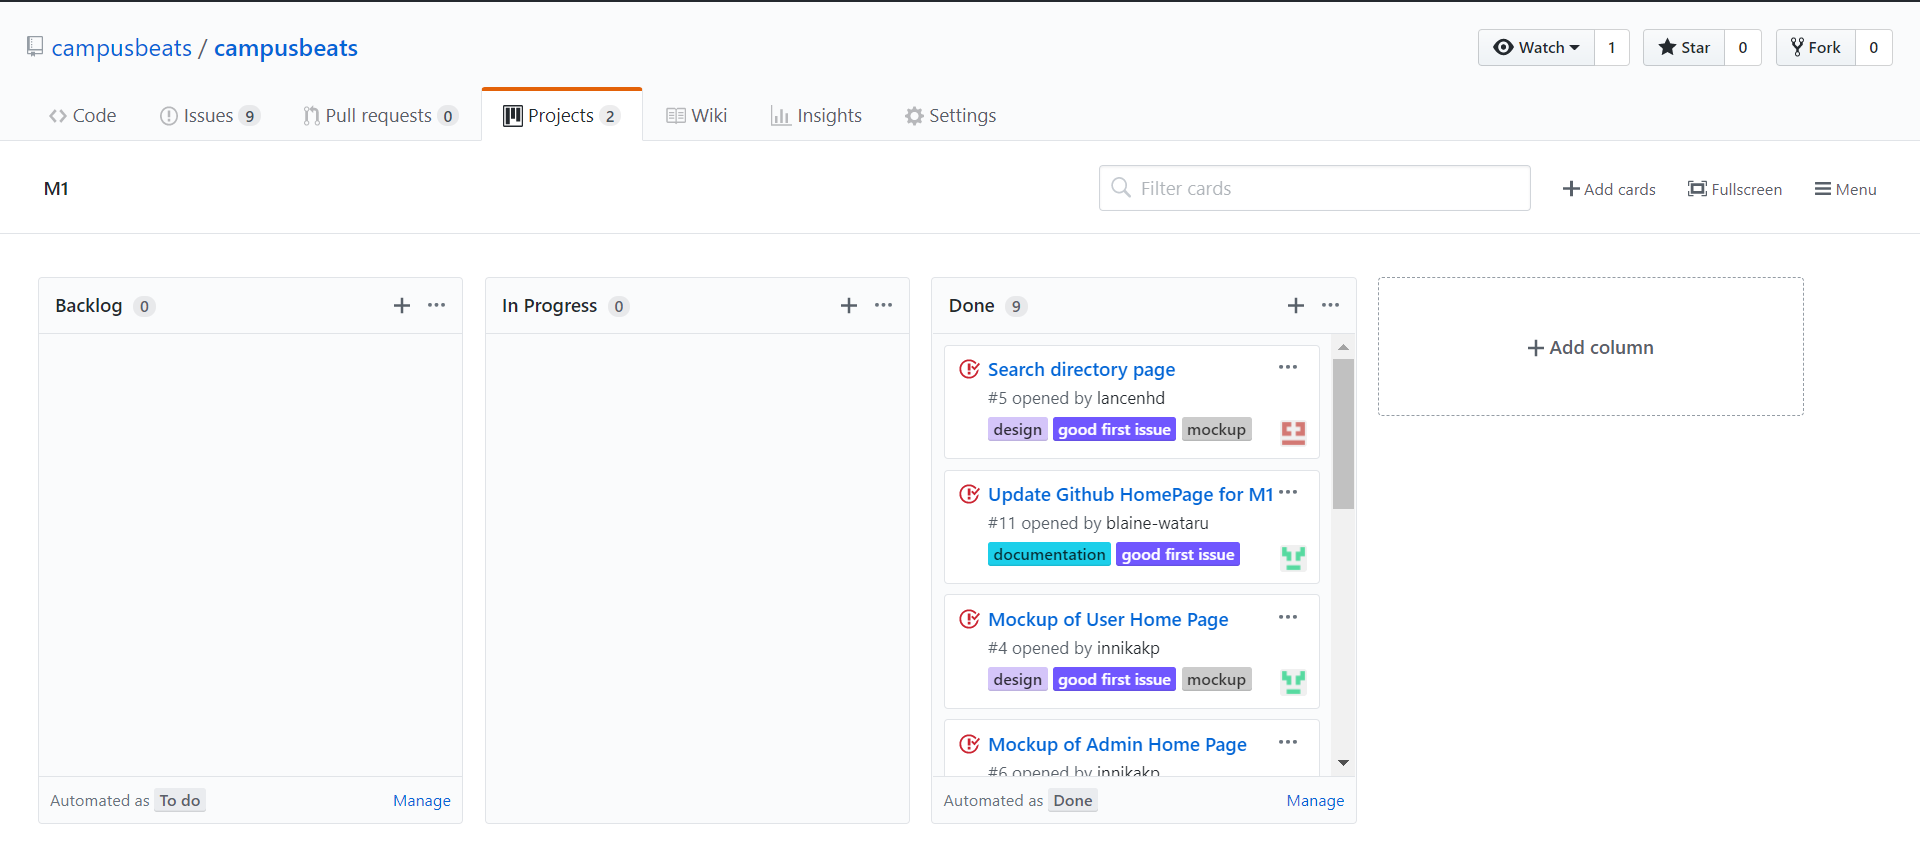 campusbeats / campusbeats
Watch 1 Star 0 Fork 0
Code Issues 9 Pull requests 0 Projects 2 Wiki Insights Settings
M1
Filter cards
Add cards Fullscreen Menu
Backlog 0
Automated as To do Manage
In Progress 0
Done 9
Search directory page
#5 opened by lancenhd
design good first issue mockup
Update Github HomePage for M1
#11 opened by blaine-wataru
documentation good first issue
Mockup of User Home Page
#4 opened by innikakp
design good first issue mockup
Mockup of Admin Home Page
#6 opened by innikakp
Automated as Done Manage
Add column